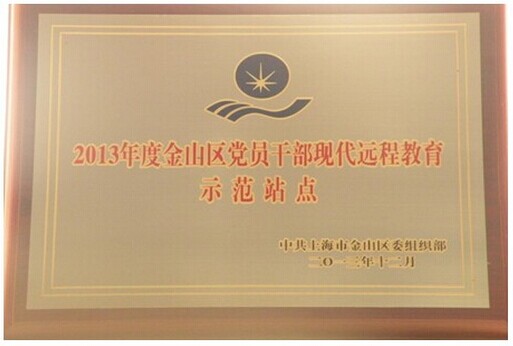 2013年度金山区党员干部现代远程教育
示范站点
中共上海市金山区委组织部
二〇一三年十二月